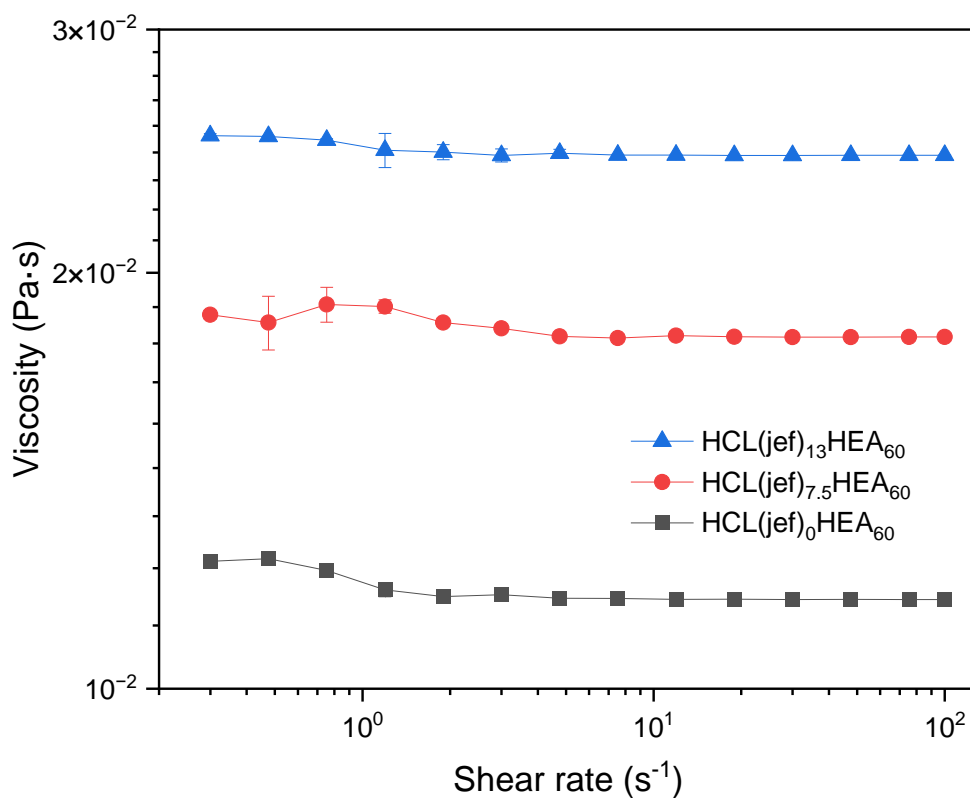 3×10⁻²
2×10⁻²
10⁻²
Viscosity (Pa·s)
HCL(jef)₁₃HEA₆₀
HCL(jef)₇.₅HEA₆₀
HCL(jef)₀HEA₆₀
10⁰ 10¹ 10²
Shear rate (s⁻¹)